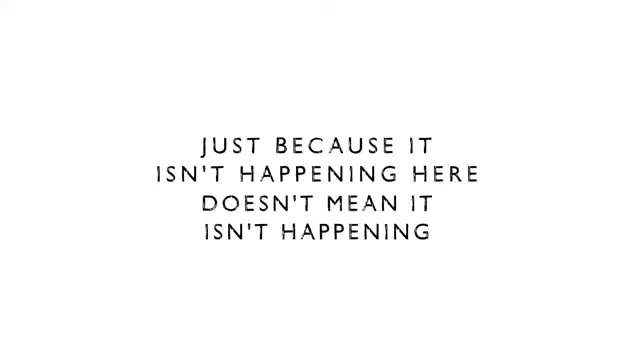 JUST BECAUSE IT
ISN'T HAPPENING HERE
DOESN'T MEAN IT
ISN'T HAPPENING